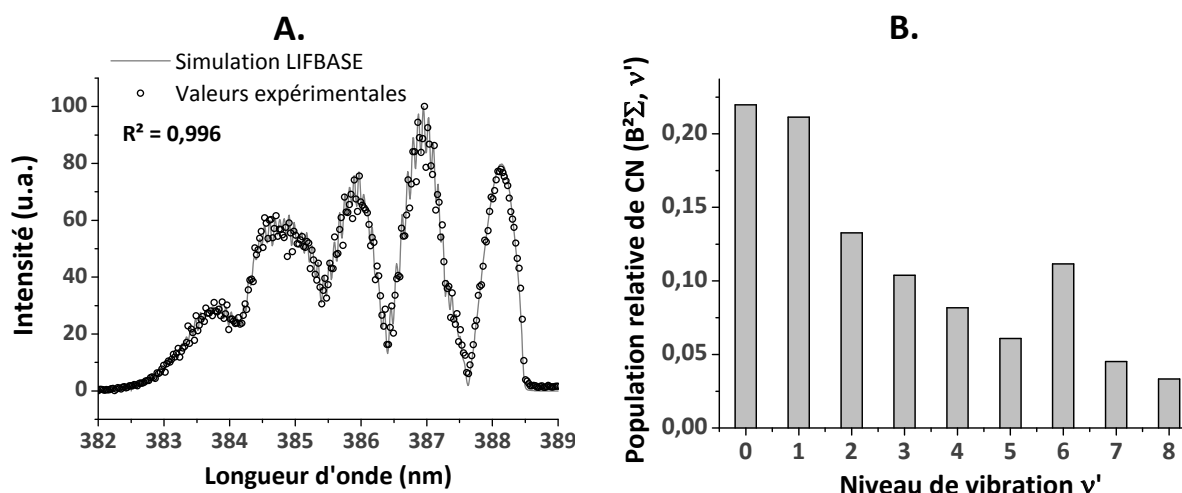 A.
Simulation LIFBASE
Valeurs expérimentales
R² = 0,996
100
80
60
40
20
0
Intensité (u.a.)
382 383 384 385 386 387 388 389
Longueur d'onde (nm)
B.
Population relative de CN (B²Σ, ν')
0,20
0,15
0,10
0,05
0,00
0 1 2 3 4 5 6 7 8
Niveau de vibration ν'